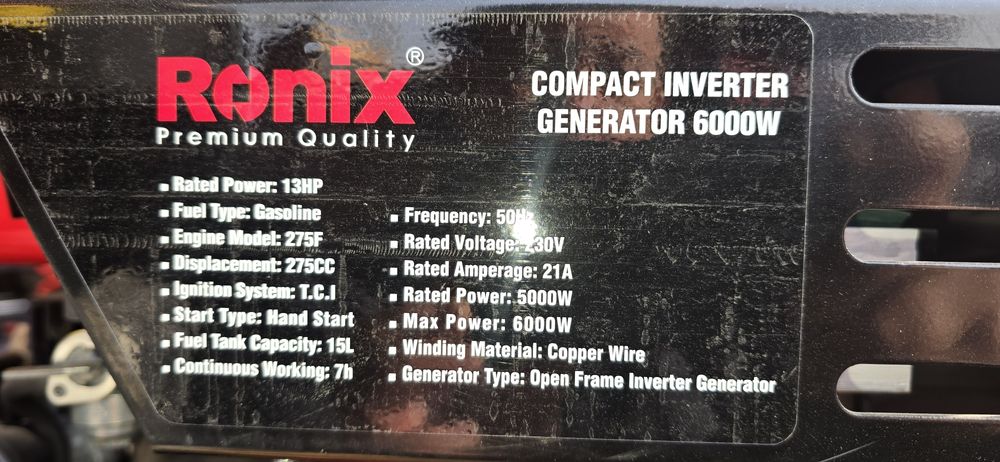 Ronix®
Premium Quality
COMPACT INVERTER
GENERATOR 6000W
▪ Rated Power: 13HP
▪ Fuel Type: Gasoline
▪ Engine Model: 275F
▪ Displacement: 275CC
▪ Ignition System: T.C.I
▪ Start Type: Hand Start
▪ Fuel Tank Capacity: 15L
▪ Continuous Working: 7h
▪ Frequency: 50Hz
▪ Rated Voltage: 230V
▪ Rated Amperage: 21A
▪ Rated Power: 5000W
▪ Max Power: 6000W
▪ Winding Material: Copper Wire
▪ Generator Type: Open Frame Inverter Generator